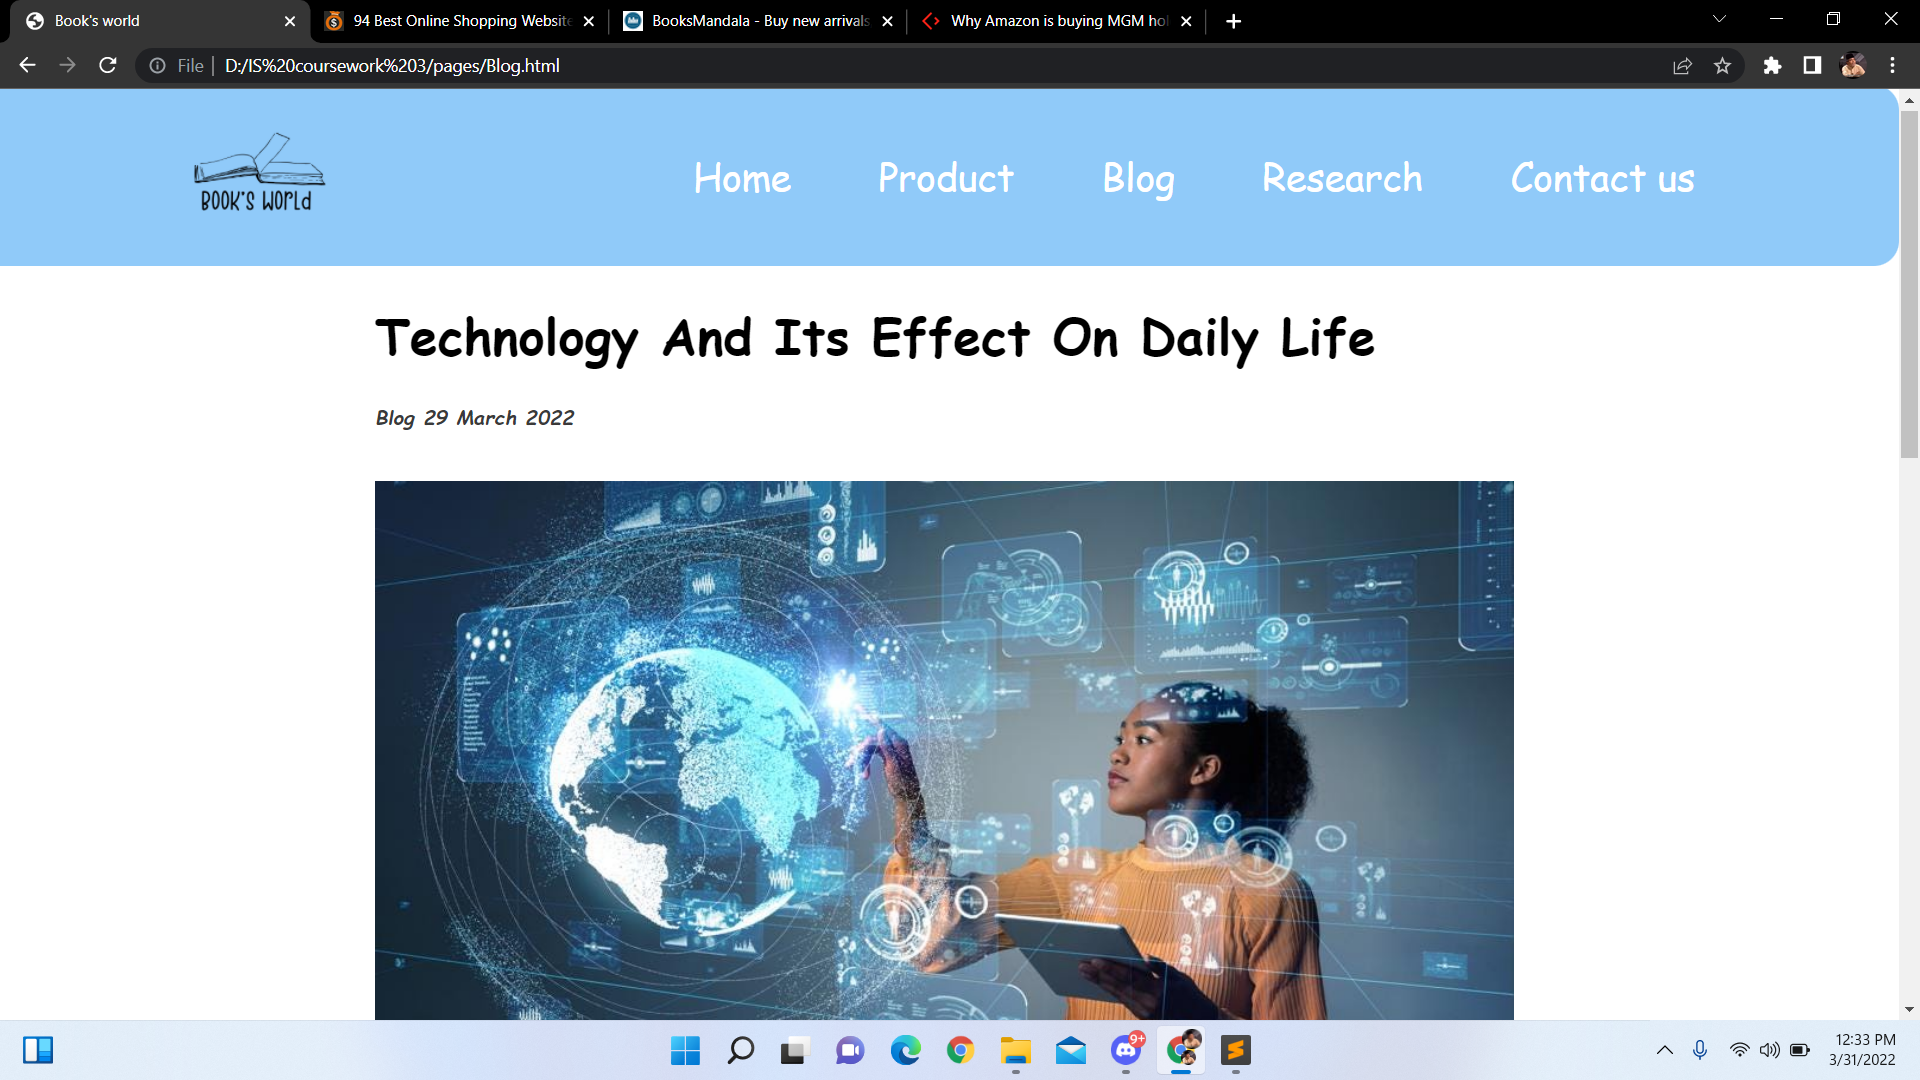 Book's world
94 Best Online Shopping Website
BooksMandala - Buy new arrivals,
Why Amazon is buying MGM hol
File
D:/IS%20coursework%203/pages/Blog.html
BOOK'S WORLD
Home
Product
Blog
Research
Contact us
Technology And Its Effect On Daily Life
Blog 29 March 2022
9+
12:33 PM
3/31/2022